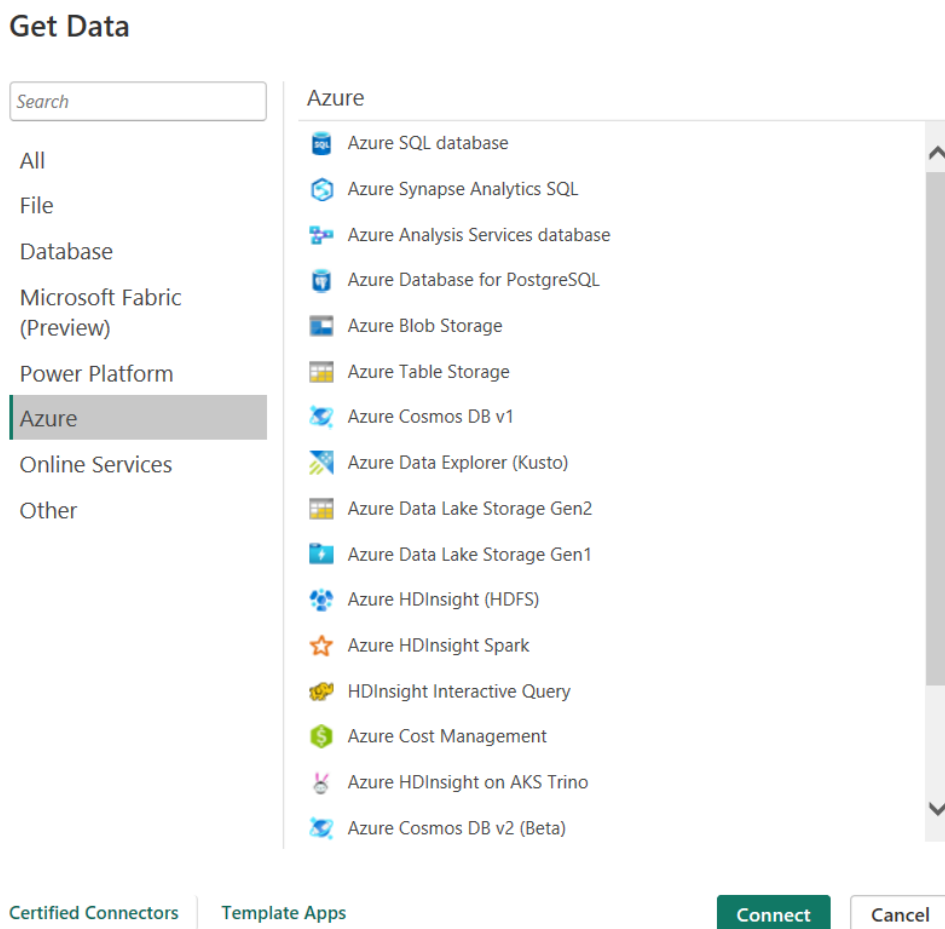 Get Data
Search
All
File
Database
Microsoft Fabric
(Preview)
Power Platform
Azure
Online Services
Other
Azure
Azure SQL database
Azure Synapse Analytics SQL
Azure Analysis Services database
Azure Database for PostgreSQL
Azure Blob Storage
Azure Table Storage
Azure Cosmos DB v1
Azure Data Explorer (Kusto)
Azure Data Lake Storage Gen2
Azure Data Lake Storage Gen1
Azure HDInsight (HDFS)
Azure HDInsight Spark
HDInsight Interactive Query
Azure Cost Management
Azure HDInsight on AKS Trino
Azure Cosmos DB v2 (Beta)
Certified Connectors
Template Apps
Connect
Cancel